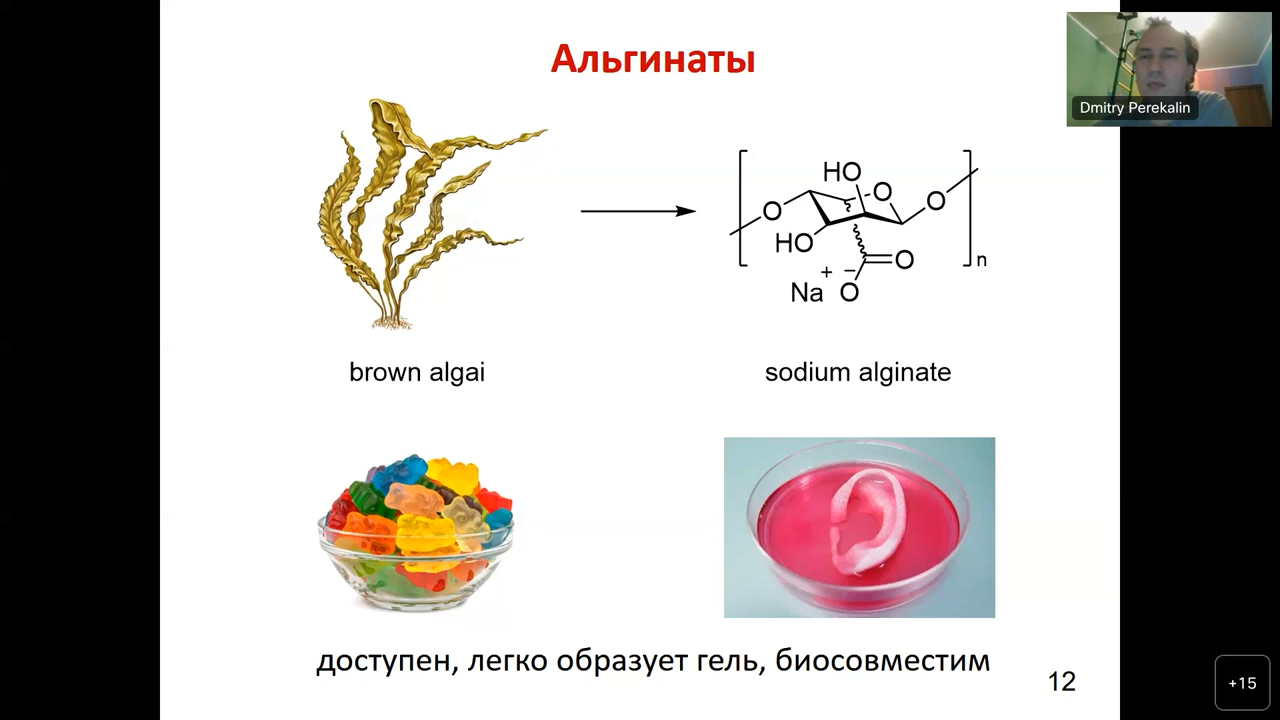 Альгинаты
Dmitry Perekalin
HO
O
O
O
HO
O
n
+ −
Na O
brown algai
sodium alginate
доступен, легко образует гель, биосовместим
12
+15